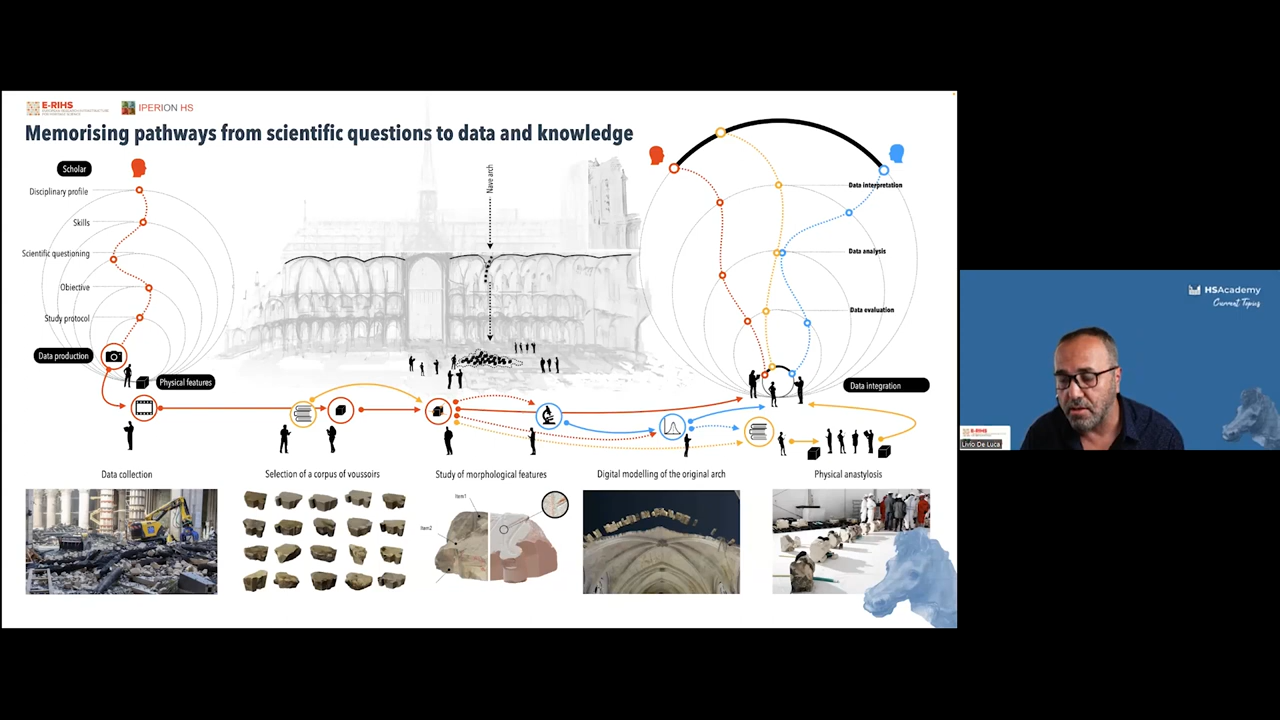 E-RIHS
IPERION HS
Memorising pathways from scientific questions to data and knowledge
Scholar
Disciplinary profile
Skills
Scientific questioning
Objective
Study protocol
Data production
Physical features
Nave arch
Data interpretation
Data analysis
Data evaluation
Data integration
Data collection
Selection of a corpus of voussoirs
Study of morphological features
Digital modelling of the original arch
Physical anastylosis
Item1
Item2
HSAcademy
Current Topics
E-RIHS
Livio De Luca